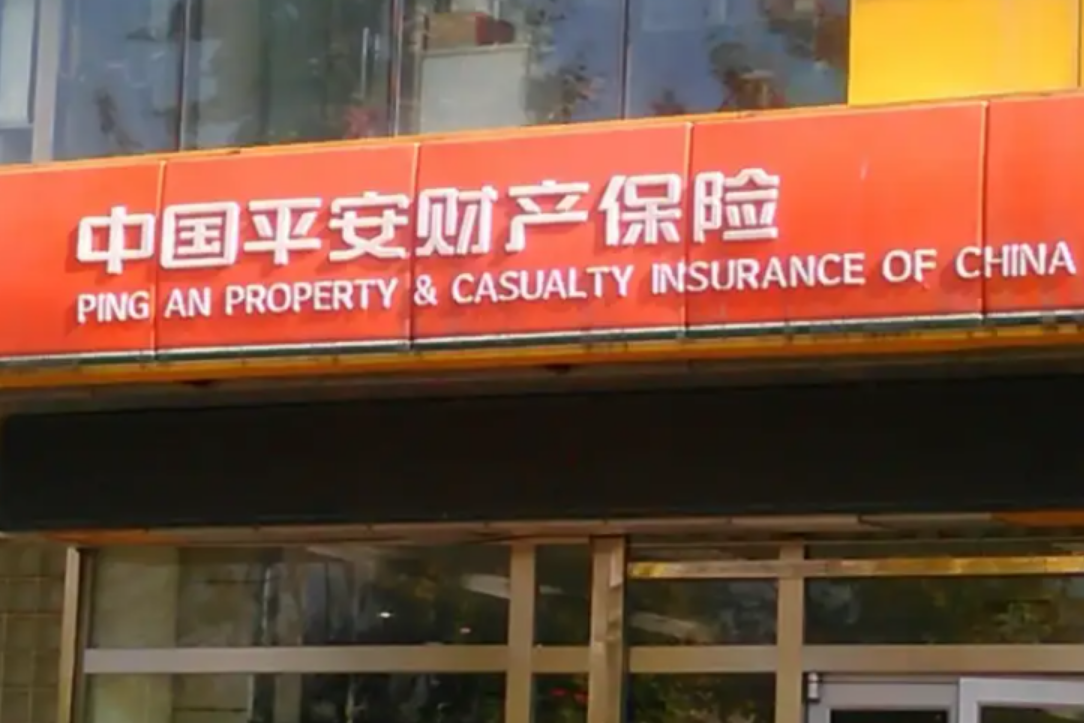 中国平安财产保险
PING AN PROPERTY & CASUALTY INSURANCE OF CHINA